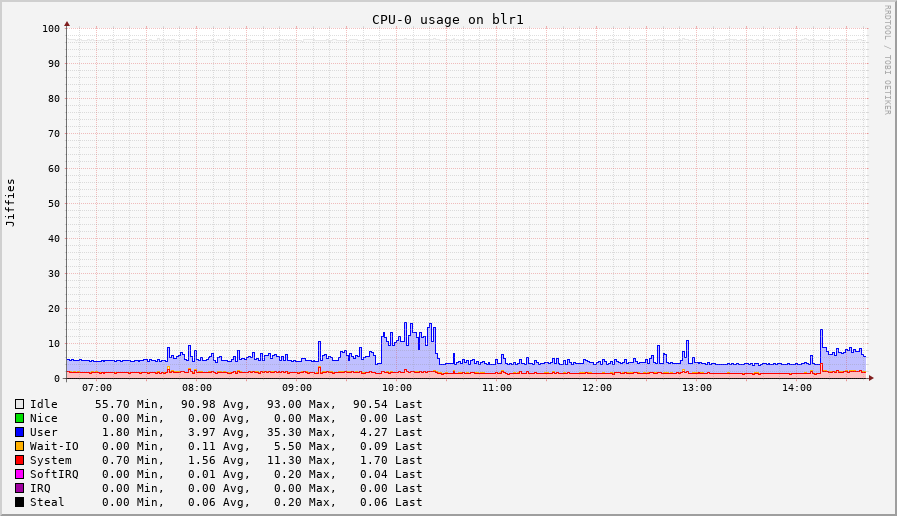 CPU-0 usage on blr1
RRDTOOL / TOBI OETIKER
Jiffies
100
90
80
70
60
50
40
30
20
10
0
07:00 08:00 09:00 10:00 11:00 12:00 13:00 14:00
Idle 55.70 Min, 90.98 Avg, 93.00 Max, 90.54 Last
Nice 0.00 Min, 0.00 Avg, 0.00 Max, 0.00 Last
User 1.80 Min, 3.97 Avg, 35.30 Max, 4.27 Last
Wait-IO 0.00 Min, 0.11 Avg, 5.50 Max, 0.09 Last
System 0.70 Min, 1.56 Avg, 11.30 Max, 1.70 Last
SoftIRQ 0.00 Min, 0.01 Avg, 0.20 Max, 0.04 Last
IRQ 0.00 Min, 0.00 Avg, 0.00 Max, 0.00 Last
Steal 0.00 Min, 0.06 Avg, 0.20 Max, 0.06 Last